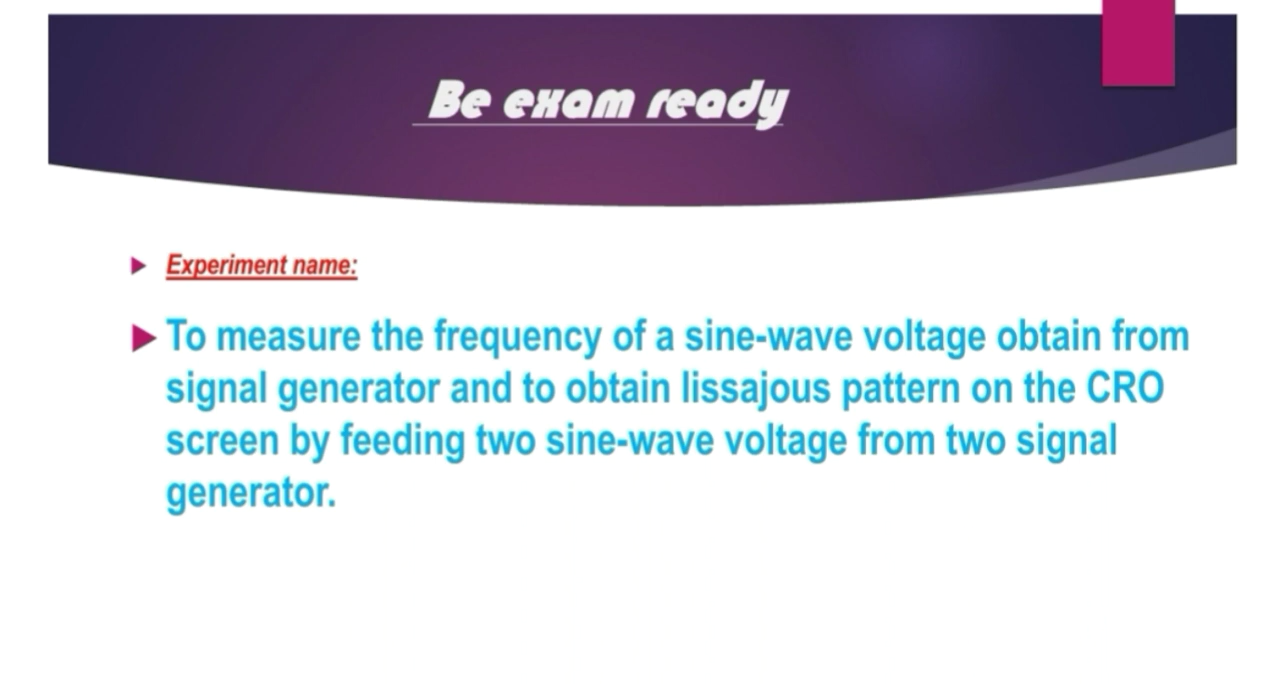 Be exam ready
Experiment name:
To measure the frequency of a sine-wave voltage obtain from
signal generator and to obtain lissajous pattern on the CRO
screen by feeding two sine-wave voltage from two signal
generator.